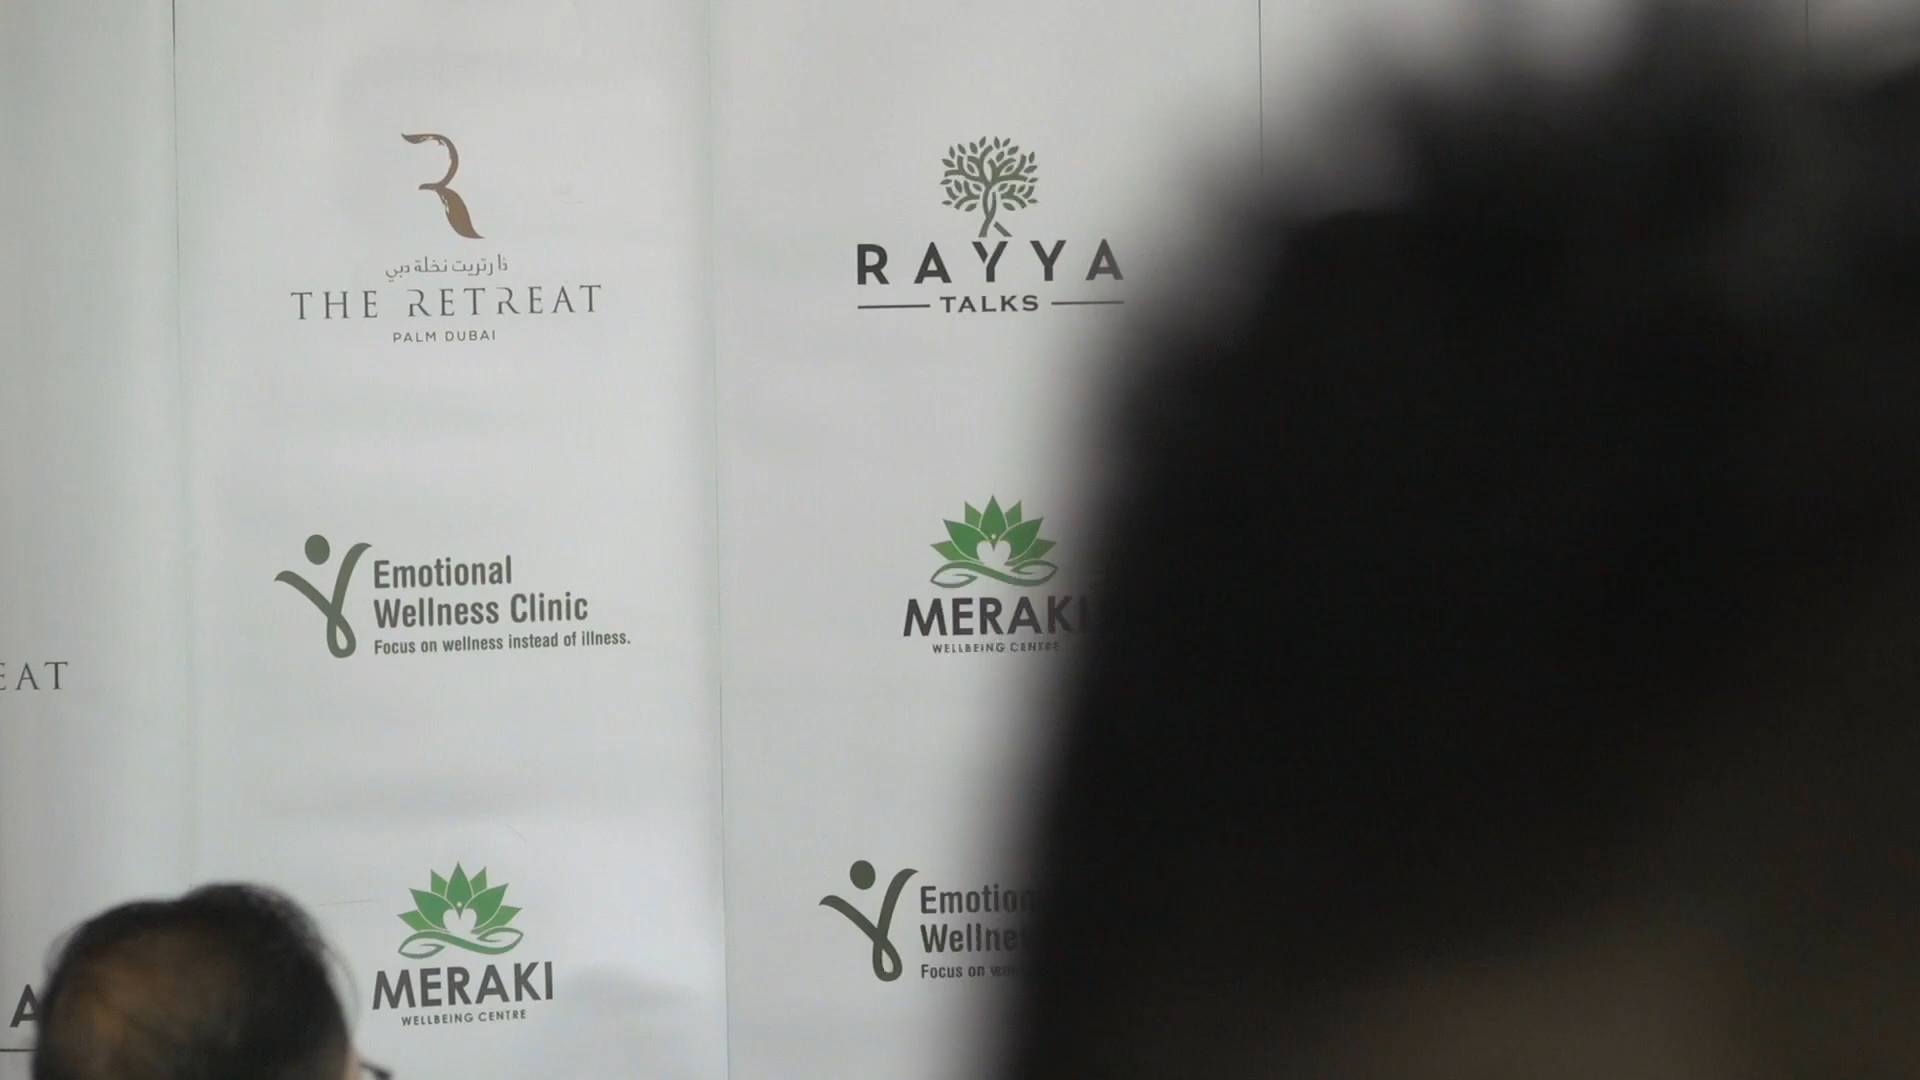 ذا رتريت نخلة دبي
THE RETREAT
PALM DUBAI
RAYYA
TALKS
Emotional
Wellness Clinic
Focus on wellness instead of illness.
MERAKI
WELLBEING CENTRE
EAT
MERAKI
WELLBEING CENTRE
Emotion
Wellne
Focus on
A